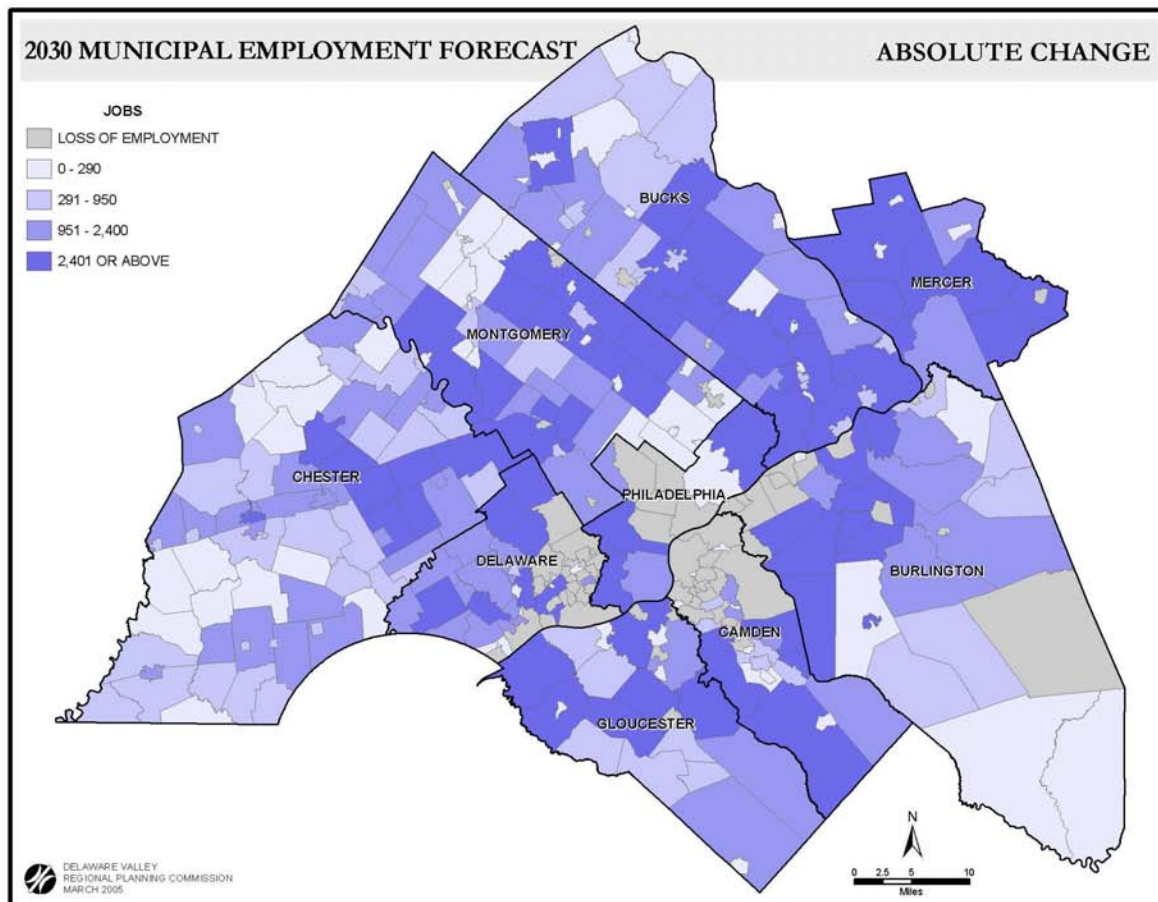 2030 MUNICIPAL EMPLOYMENT FORECAST
ABSOLUTE CHANGE
JOBS
LOSS OF EMPLOYMENT
0 - 290
291 - 950
951 - 2,400
2,401 OR ABOVE
BUCKS
MERCER
MONTGOMERY
CHESTER
PHILADELPHIA
DELAWARE
BURLINGTON
CAMDEN
GLOUCESTER
N
0 2.5 5 10
Miles
DELAWARE VALLEY
REGIONAL PLANNING COMMISSION
MARCH 2005